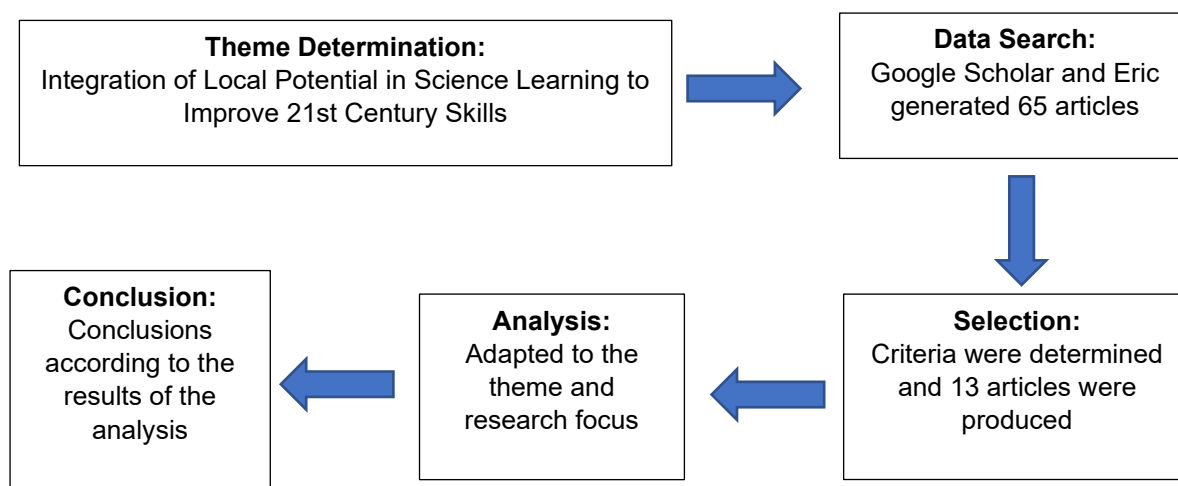 Theme Determination:
Integration of Local Potential in Science Learning to
Improve 21st Century Skills
Data Search:
Google Scholar and Eric
generated 65 articles
Selection:
Criteria were determined
and 13 articles were
produced
Analysis:
Adapted to the
theme and
research focus
Conclusion:
Conclusions
according to the
results of the
analysis